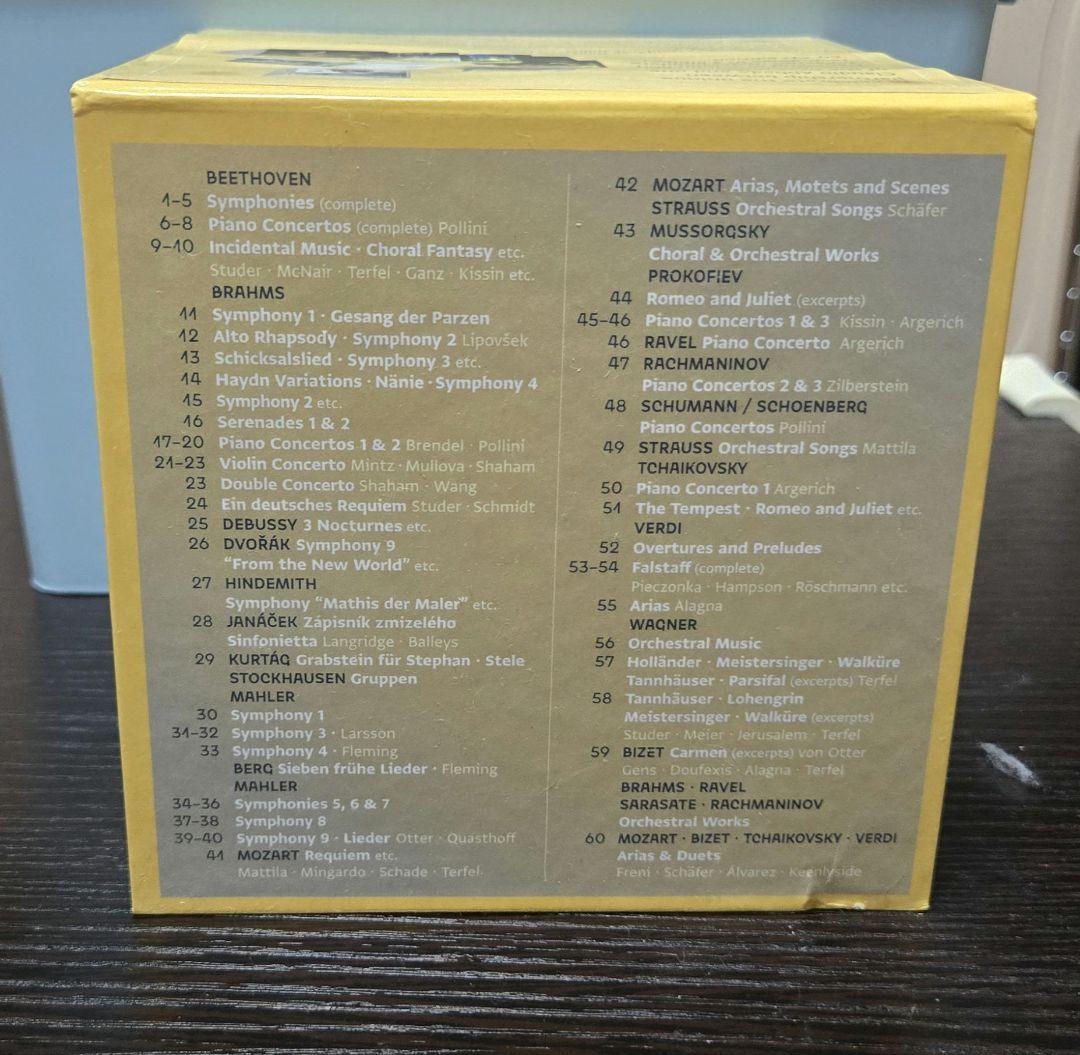 BEETHOVEN
1–5 Symphonies (complete)
6–8 Piano Concertos (complete) Pollini
9–10 Incidental Music · Choral Fantasy etc.
Studer · McNair · Terfel · Ganz · Kissin etc.
BRAHMS
11 Symphony 1 · Gesang der Parzen
12 Alto Rhapsody · Symphony 2 Lipovšek
13 Schicksalslied · Symphony 3 etc.
14 Haydn Variations · Nänie · Symphony 4
15 Symphony 2 etc.
16 Serenades 1 & 2
17–20 Piano Concertos 1 & 2 Brendel · Pollini
21–23 Violin Concerto Mintz · Mullova · Shaham
23 Double Concerto Shaham · Wang
24 Ein deutsches Requiem Studer · Schmidt
25 DEBUSSY 3 Nocturnes etc.
26 DVOŘÁK Symphony 9
“From the New World” etc.
27 HINDEMITH
Symphony “Mathis der Maler” etc.
28 JANÁČEK Zápisník zmizelého
Sinfonietta Langridge · Balleys
29 KURTÁG Grabstein für Stephan · Stele
STOCKHAUSEN Gruppen
MAHLER
30 Symphony 1
31–32 Symphony 3 · Larsson
33 Symphony 4 · Fleming
BERG Sieben frühe Lieder · Fleming
MAHLER
34–36 Symphonies 5, 6 & 7
37–38 Symphony 8
39–40 Symphony 9 · Lieder Otter · Quasthoff
41 MOZART Requiem etc.
Mattila · Mingardo · Schade · Terfel
42 MOZART Arias, Motets and Scenes
STRAUSS Orchestral Songs Schäfer
43 MUSSORGSKY
Choral & Orchestral Works
PROKOFIEV
44 Romeo and Juliet (excerpts)
45–46 Piano Concertos 1 & 3 Kissin · Argerich
46 RAVEL Piano Concerto Argerich
47 RACHMANINOV
Piano Concertos 2 & 3 Zilberstein
48 SCHUMANN / SCHOENBERG
Piano Concertos Pollini
49 STRAUSS Orchestral Songs Mattila
TCHAIKOVSKY
50 Piano Concerto 1 Argerich
51 The Tempest · Romeo and Juliet etc.
VERDI
52 Overtures and Preludes
53–54 Falstaff (complete)
Pieczonka · Hampson · Röschmann etc.
55 Arias Alagna
WAGNER
56 Orchestral Music
57 Holländer · Meistersinger · Walküre
Tannhäuser · Parsifal (excerpts) Terfel
58 Tannhäuser · Lohengrin
Meistersinger · Walküre (excerpts)
Studer · Meier · Jerusalem · Terfel
59 BIZET Carmen (excerpts) von Otter
Gens · Doufexis · Alagna · Terfel
BRAHMS · RAVEL
SARASATE · RACHMANINOV
Orchestral Works
60 MOZART · BIZET · TCHAIKOVSKY · VERDI
Arias & Duets
Freni · Schäfer · Álvarez · Keenlyside